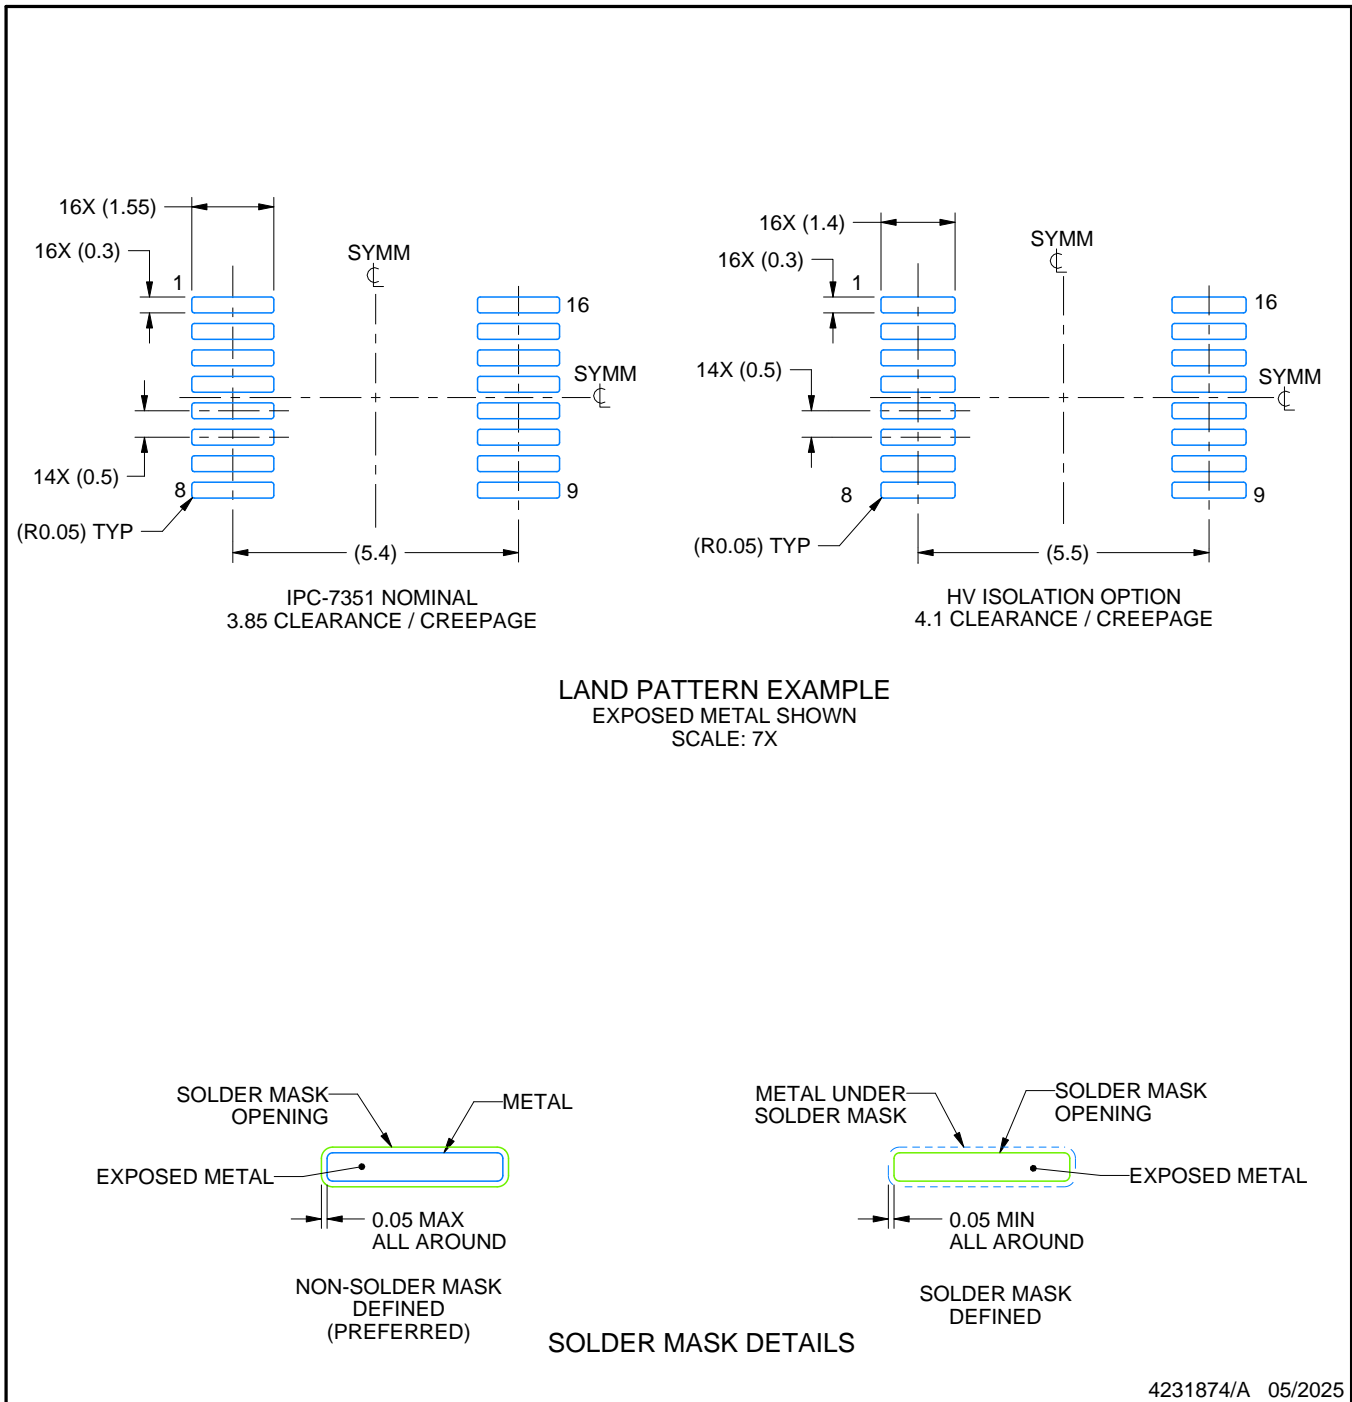 16X (1.55)
16X (0.3)
1
SYMM
℄
16
SYMM
℄
14X (0.5)
8
9
(R0.05) TYP
(5.4)
IPC-7351 NOMINAL
3.85 CLEARANCE / CREEPAGE
16X (1.4)
16X (0.3)
1
SYMM
℄
16
14X (0.5)
SYMM
℄
8
9
(R0.05) TYP
(5.5)
HV ISOLATION OPTION
4.1 CLEARANCE / CREEPAGE
LAND PATTERN EXAMPLE
EXPOSED METAL SHOWN
SCALE: 7X
SOLDER MASK
OPENING
METAL
EXPOSED METAL
0.05 MAX
ALL AROUND
NON-SOLDER MASK
DEFINED
(PREFERRED)
METAL UNDER
SOLDER MASK
SOLDER MASK
OPENING
EXPOSED METAL
0.05 MIN
ALL AROUND
SOLDER MASK
DEFINED
SOLDER MASK DETAILS
4231874/A 05/2025